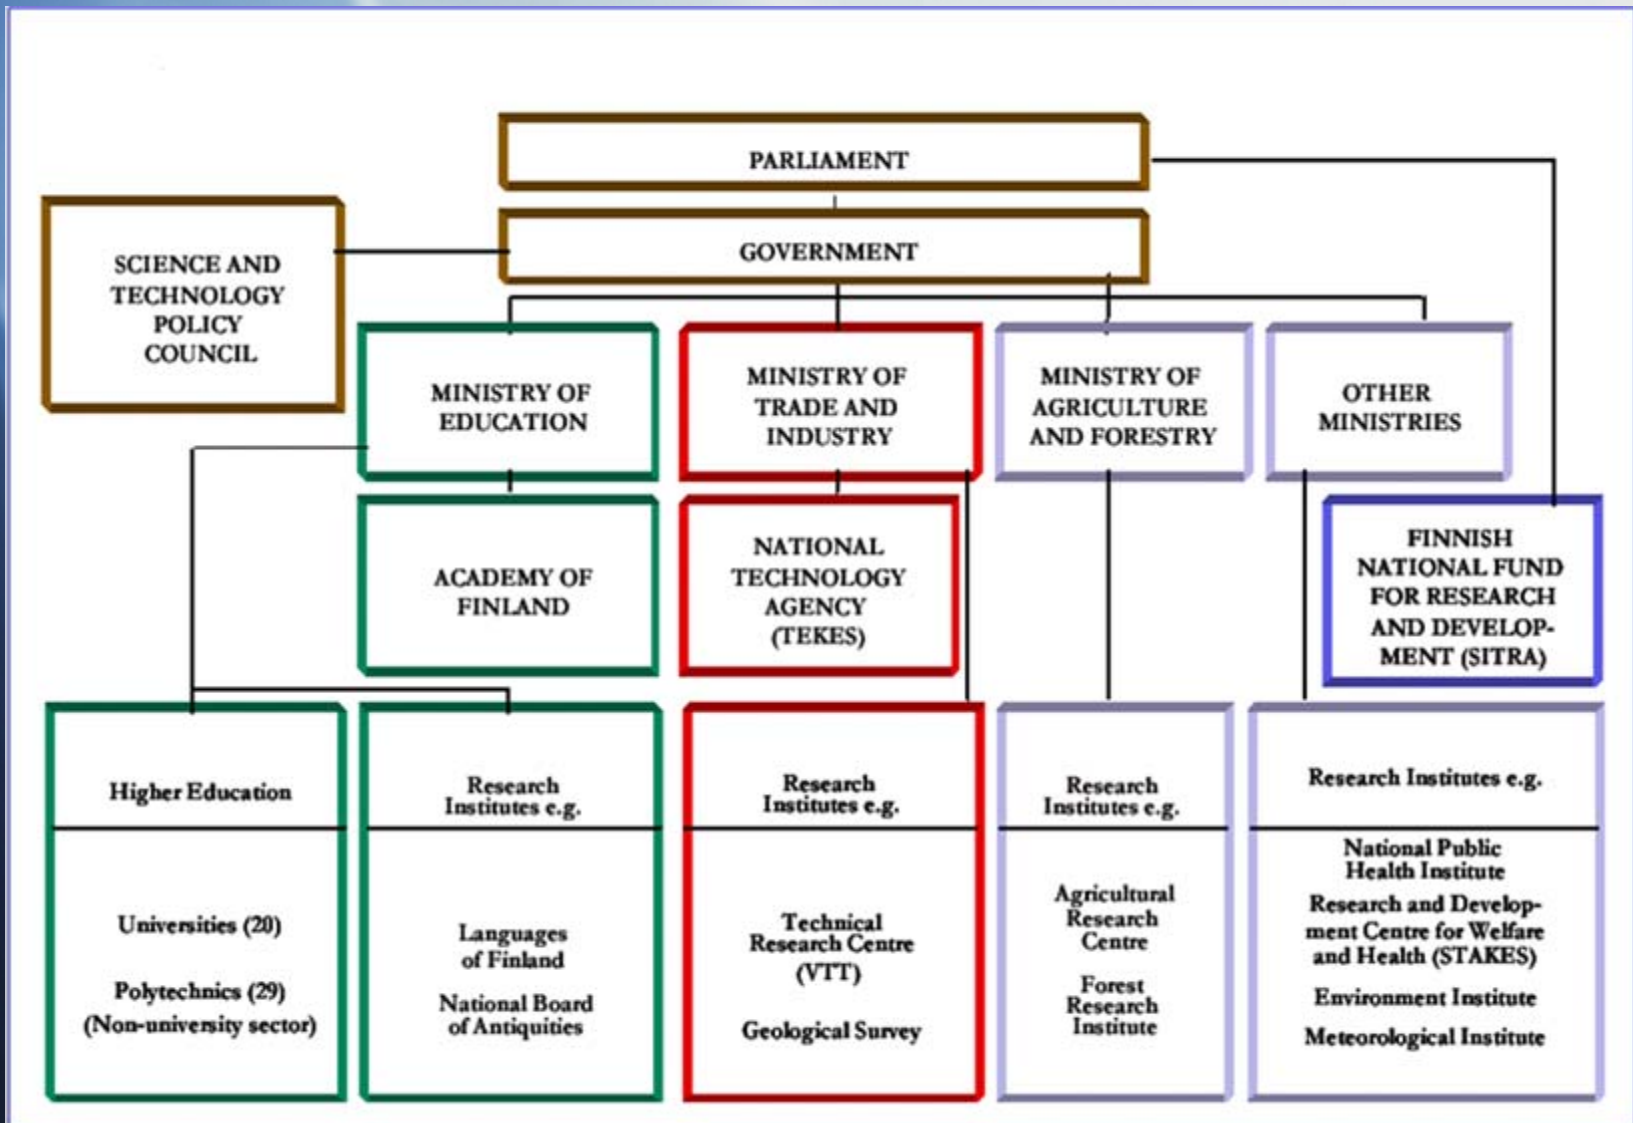 PARLIAMENT
GOVERNMENT
SCIENCE AND
TECHNOLOGY
POLICY
COUNCIL
MINISTRY OF
EDUCATION
MINISTRY OF
TRADE AND
INDUSTRY
MINISTRY OF
AGRICULTURE
AND FORESTRY
OTHER
MINISTRIES
ACADEMY OF
FINLAND
NATIONAL
TECHNOLOGY
AGENCY
(TEKES)
FINNISH
NATIONAL FUND
FOR RESEARCH
AND DEVELOP-
MENT (SITRA)
Higher Education
Universities (20)
Polytechnics (29)
(Non-university sector)
Research
Institutes e.g.
Languages
of Finland
National Board
of Antiquities
Research
Institutes e.g.
Technical
Research Centre
(VTT)
Geological Survey
Research
Institutes e.g.
Agricultural
Research
Centre
Forest
Research
Institute
Research Institutes e.g.
National Public
Health Institute
Research and Develop-
ment Centre for Welfare
and Health (STAKES)
Environment Institute
Meteorological Institute